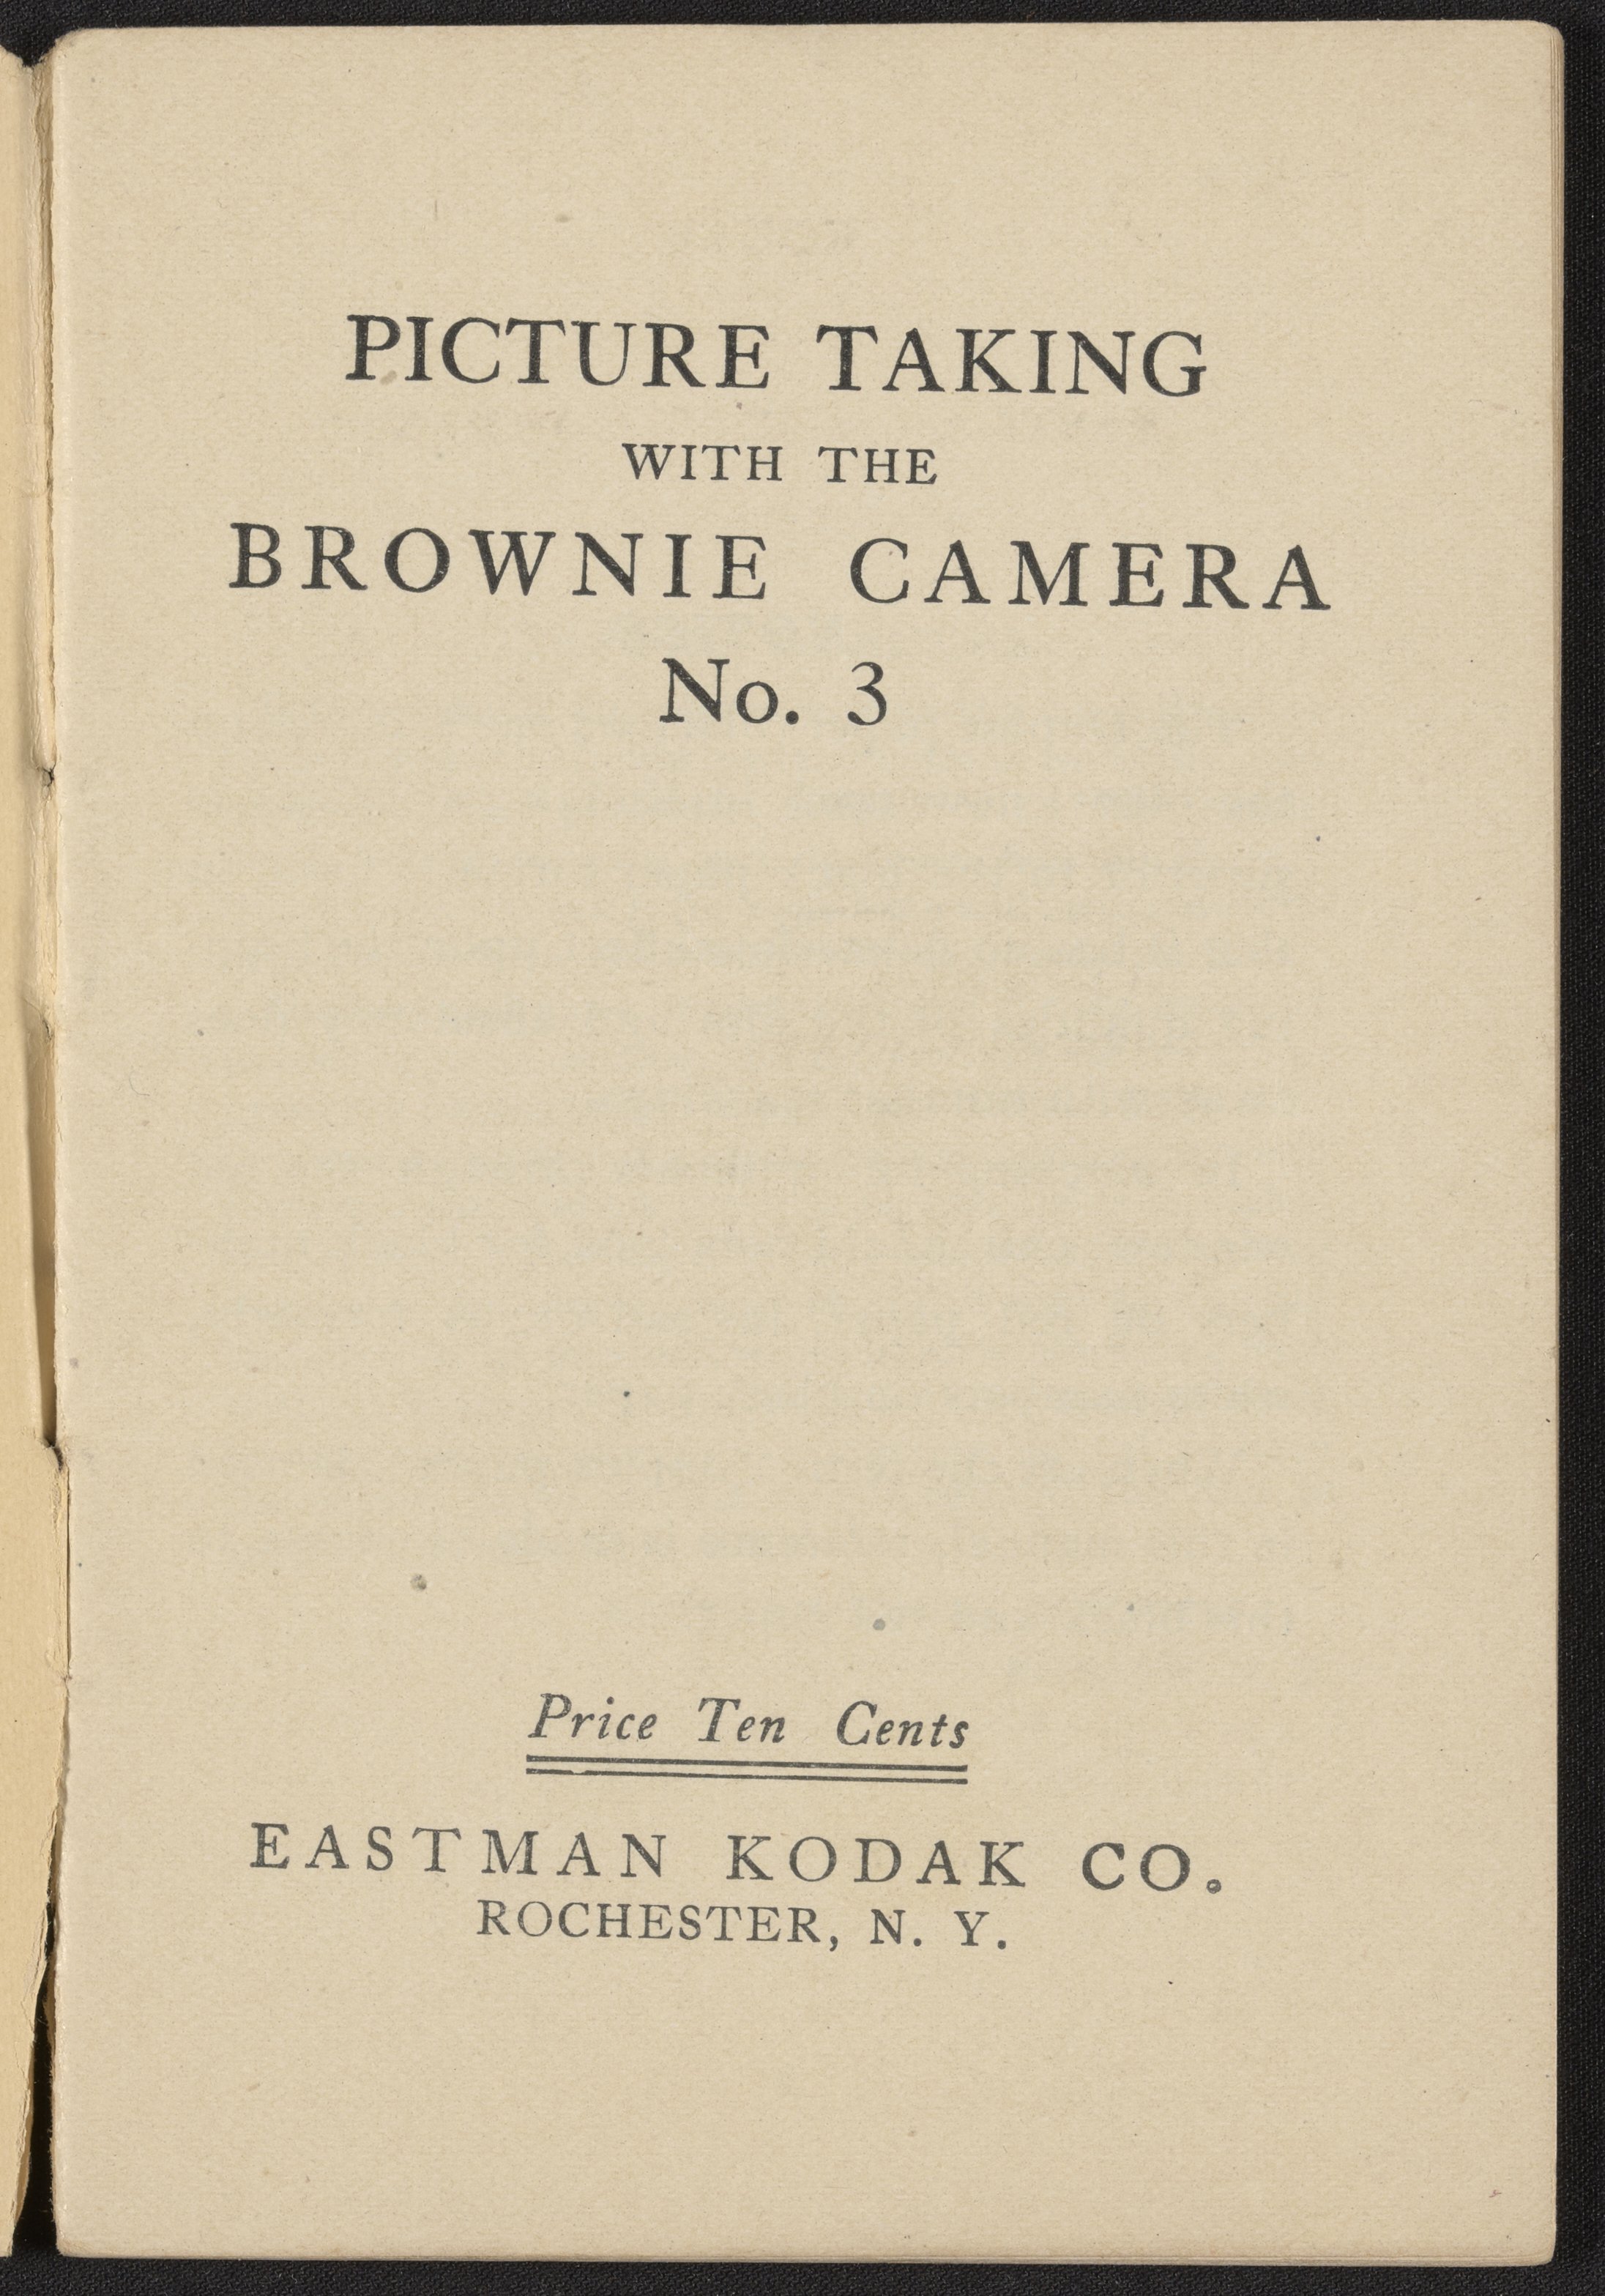 PICTURE TAKING
WITH THE
BROWNIE CAMERA
No. 3
Price Ten Cents
EASTMAN KODAK CO.
ROCHESTER, N. Y.